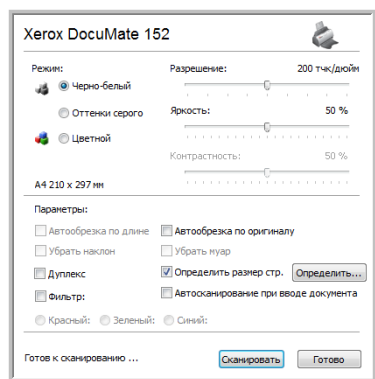 Xerox DocuMate 152
Режим: Разрешение: 200 тчк/дюйм
Черно-белый
Оттенки серого Яркость: 50 %
Цветной
Контрастность: 50 %
A4 210 x 297 мм
Параметры:
Автообрезка по длине Автообрезка по оригиналу
Убрать наклон Убрать муар
Дуплекс Определить размер стр. Определить...
Фильтр: Автосканирование при вводе документа
Красный: Зеленый: Синий:
Готов к сканированию ... Сканировать Готово